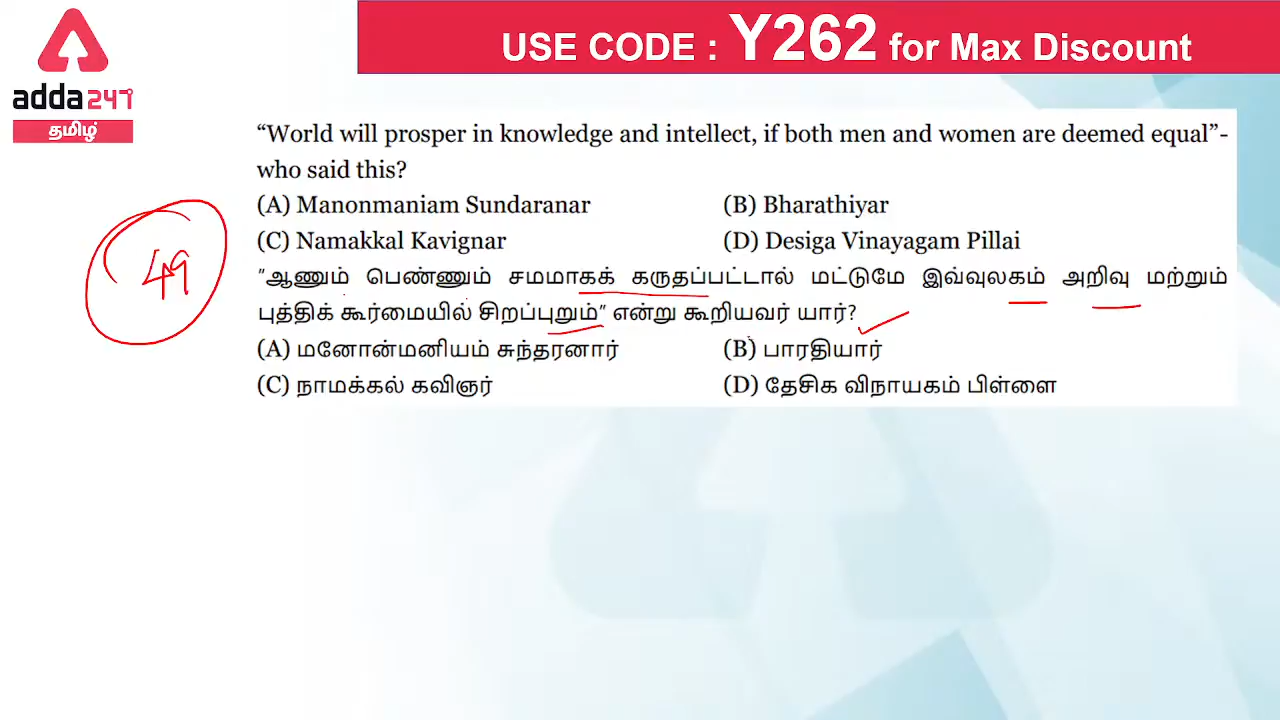 USE CODE : Y262 for Max Discount
adda247
தமிழ்
“World will prosper in knowledge and intellect, if both men and women are deemed equal”-
who said this?
(A) Manonmaniam Sundaranar (B) Bharathiyar
(C) Namakkal Kavignar (D) Desiga Vinayagam Pillai
49
"ஆணும் பெண்ணும் சமமாகக் கருதப்பட்டால் மட்டுமே இவ்வுலகம் அறிவு மற்றும்
புத்திக் கூர்மையில் சிறப்புறும்" என்று கூறியவர் யார்?
(A) மனோன்மனியம் சுந்தரனார் (B) பாரதியார்
(C) நாமக்கல் கவிஞர் (D) தேசிக விநாயகம் பிள்ளை